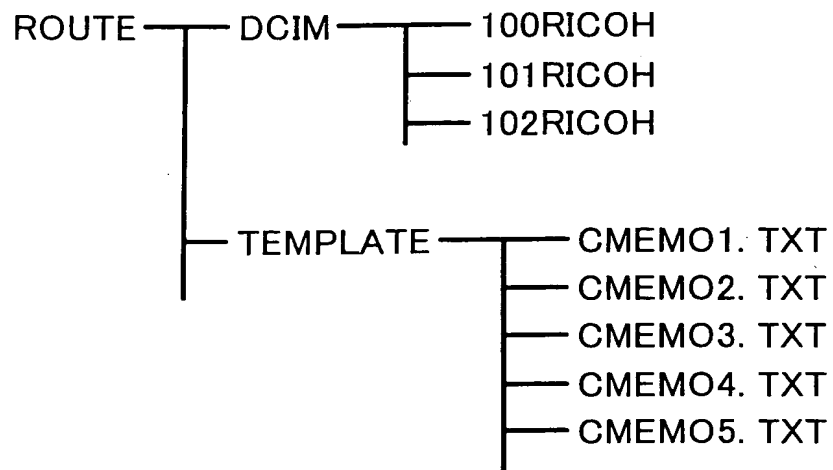 ROUTE DCIM 100RICOH
101RICOH
102RICOH
TEMPLATE CMEMO1. TXT
CMEMO2. TXT
CMEMO3. TXT
CMEMO4. TXT
CMEMO5. TXT